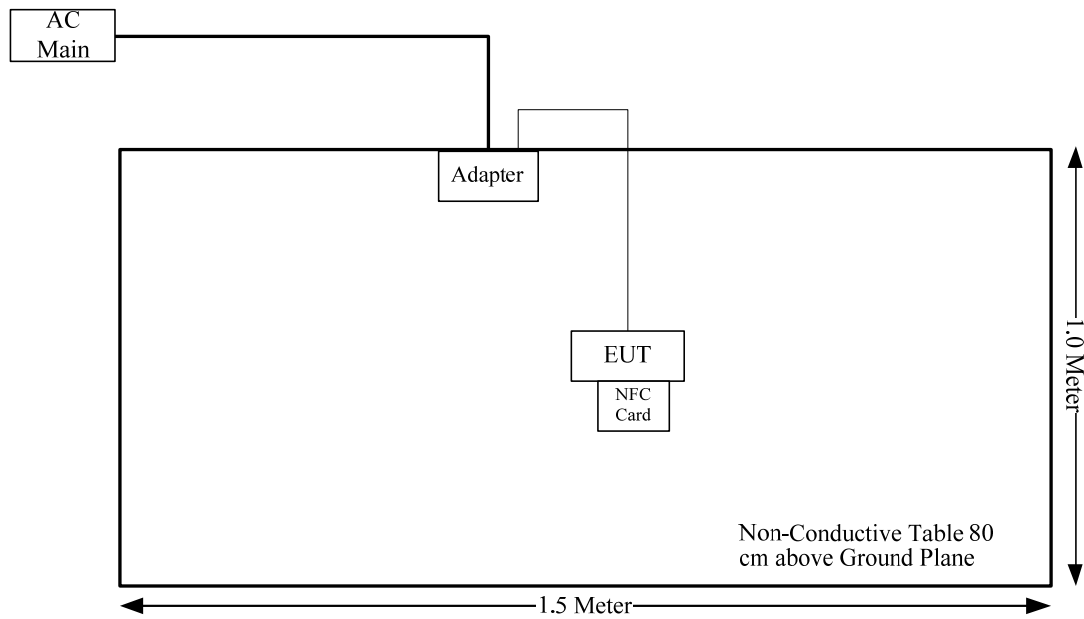 AC
Main
Adapter
EUT
NFC
Card
1.0 Meter
Non-Conductive Table 80
cm above Ground Plane
1.5 Meter